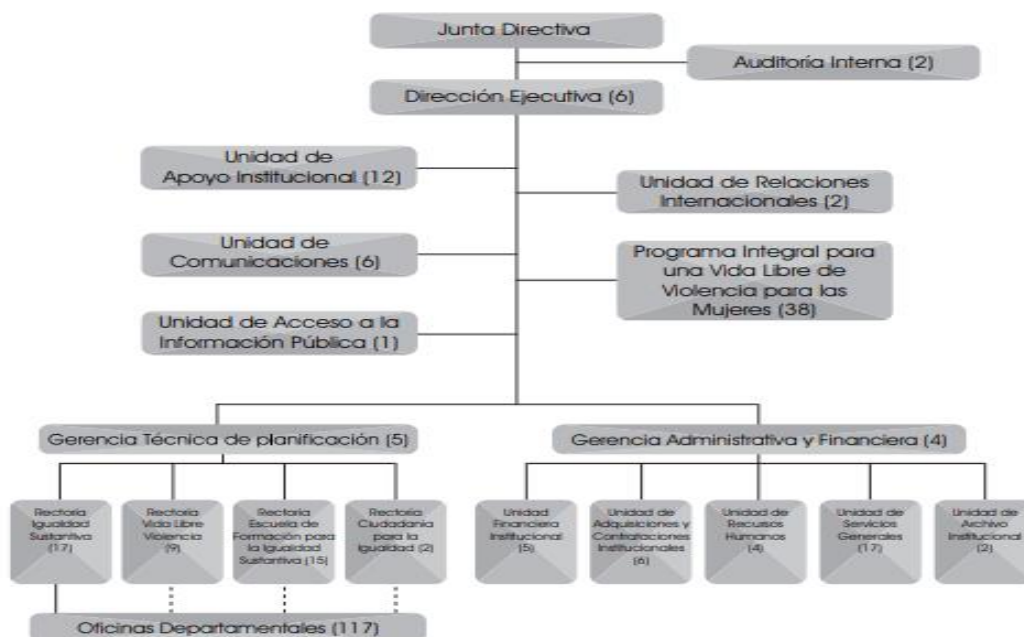 Junta Directiva
Auditoría Interna (2)
Dirección Ejecutiva (6)
Unidad de
Apoyo Institucional (12)
Unidad de Relaciones
Internacionales (2)
Unidad de
Comunicaciones (6)
Programa Integral para
una Vida Libre de
Violencia para las
Mujeres (38)
Unidad de Acceso a la
Información Pública (1)
Gerencia Técnica de planificación (5)
Gerencia Administrativa y Financiera (4)
Rectoría
Igualdad
Sustantiva
(17)
Rectoría
Vida Libre
Violencia
(9)
Rectoría
Escuela de
Formación para
la Igualdad
Sustantiva (15)
Rectoría
Ciudadanía
para la
Igualdad (2)
Unidad
Financiera
Institucional
(5)
Unidad de
Adquisiciones y
Contrataciones
Institucionales
(6)
Unidad de
Recursos
Humanos
(4)
Unidad de
Servicios
Generales
(17)
Unidad de
Archivo
Institucional
(2)
Oficinas Departamentales (117)